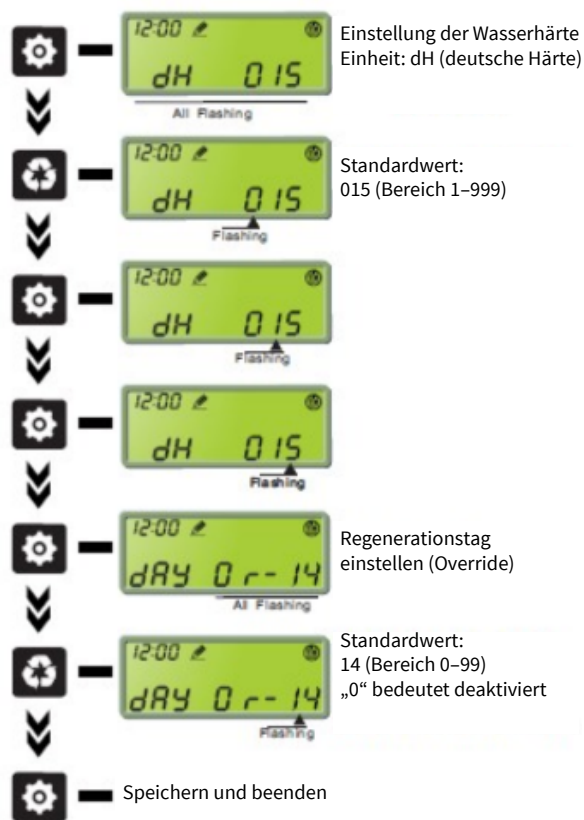 12:00
dH 015
All Flashing
Einstellung der Wasserhärte
Einheit: dH (deutsche Härte)
12:00
dH 015
Flashing
Standardwert:
015 (Bereich 1–999)
12:00
dH 015
Flashing
12:00
dH 015
Flashing
12:00
dAY Or-14
All Flashing
Regenerationstag
einstellen (Override)
12:00
dAY Or-14
Flashing
Standardwert:
14 (Bereich 0–99)
„0“ bedeutet deaktiviert
Speichern und beenden